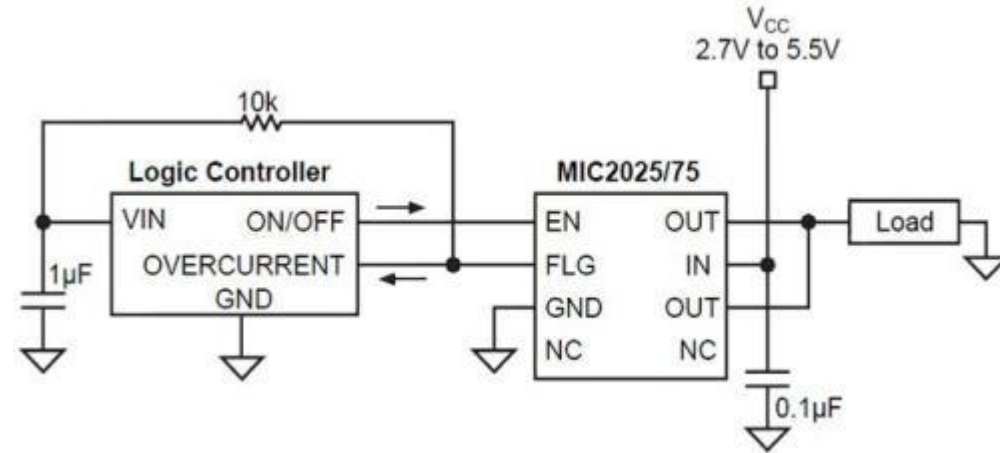 V_CC
2.7V to 5.5V
10k
Logic Controller
MIC2025/75
VIN
ON/OFF
EN
OUT
Load
OVERCURRENT
FLG
IN
1µF
GND
GND
OUT
NC
NC
0.1µF